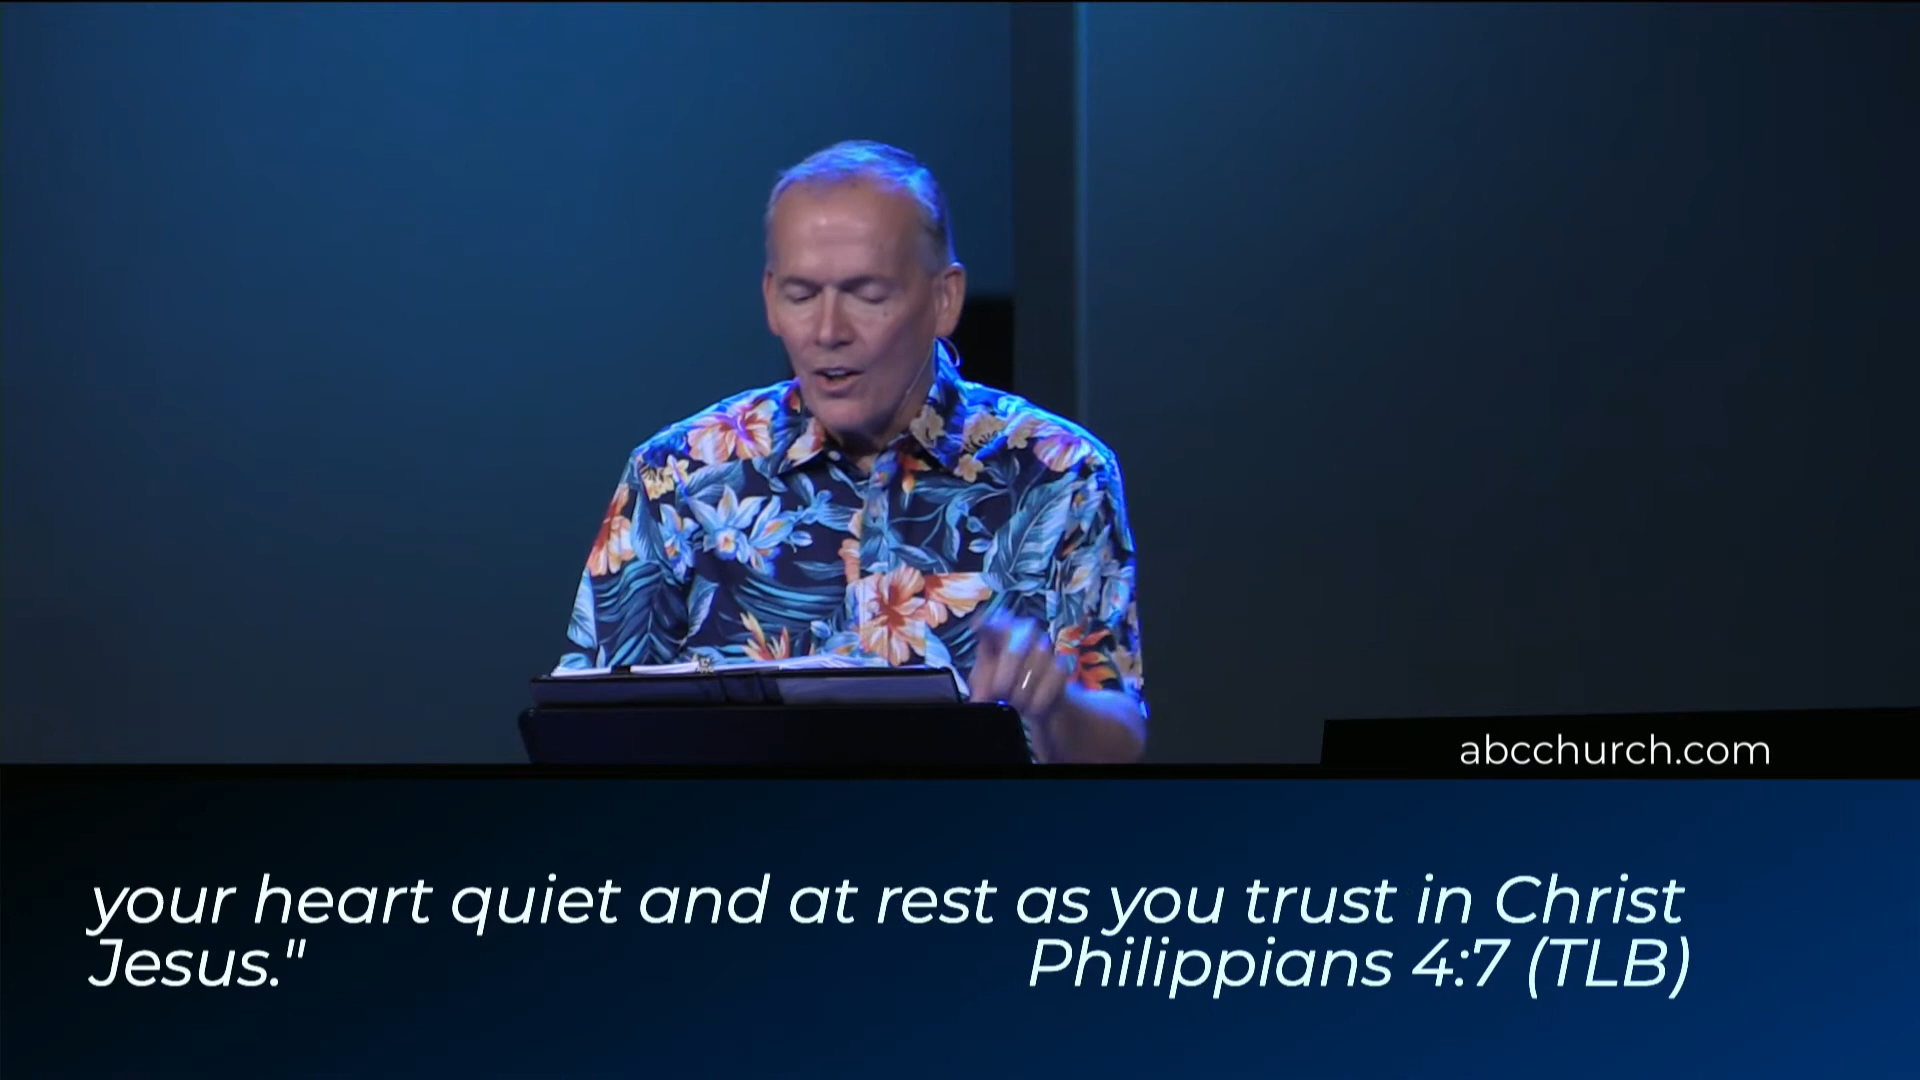 abcchurch.com
your heart quiet and at rest as you trust in Christ
Jesus." Philippians 4:7 (TLB)